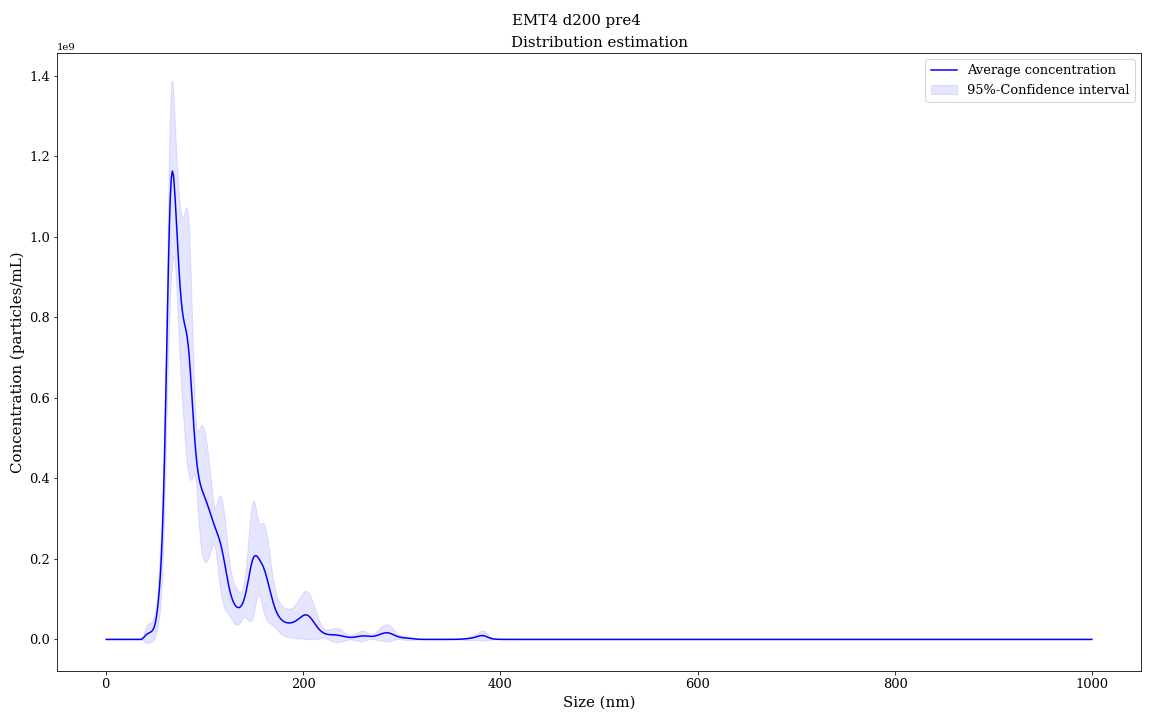 EMT4 d200 pre4
Distribution estimation
1e9
Average concentration
95%-Confidence interval
1.4
1.2
1.0
0.8
0.6
0.4
0.2
0.0
Concentration (particles/mL)
0 200 400 600 800 1000
Size (nm)